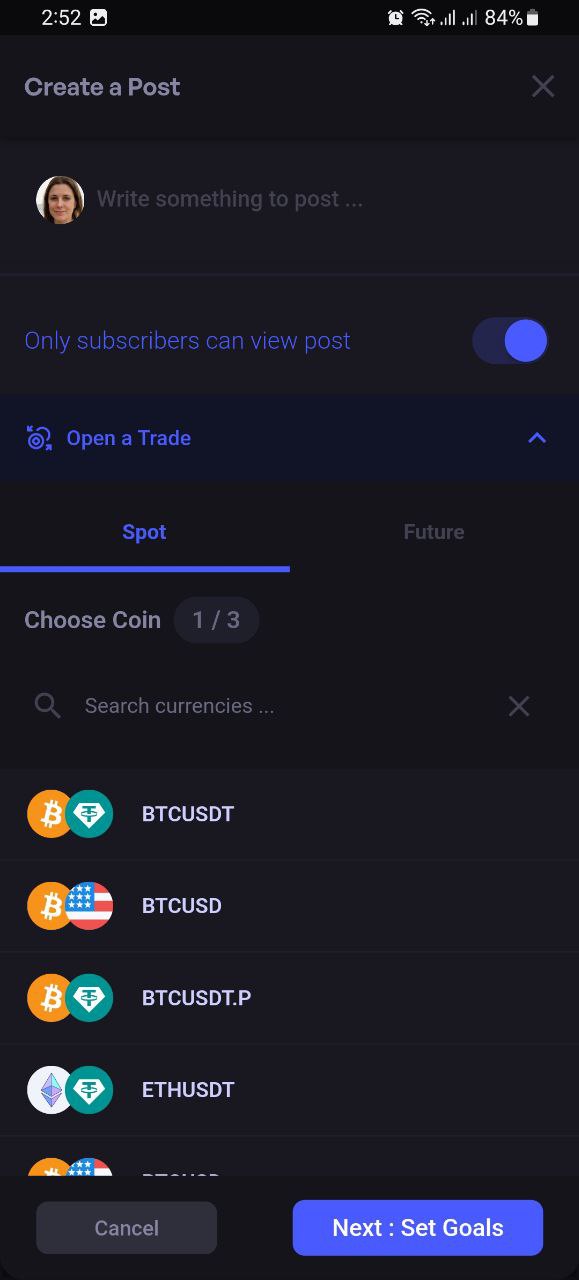 2:52 84%
Create a Post
Write something to post ...
Only subscribers can view post
Open a Trade
Spot Future
Choose Coin 1 / 3
Search currencies ...
BTCUSDT
BTCUSD
BTCUSDT.P
ETHUSDT
Cancel Next : Set Goals